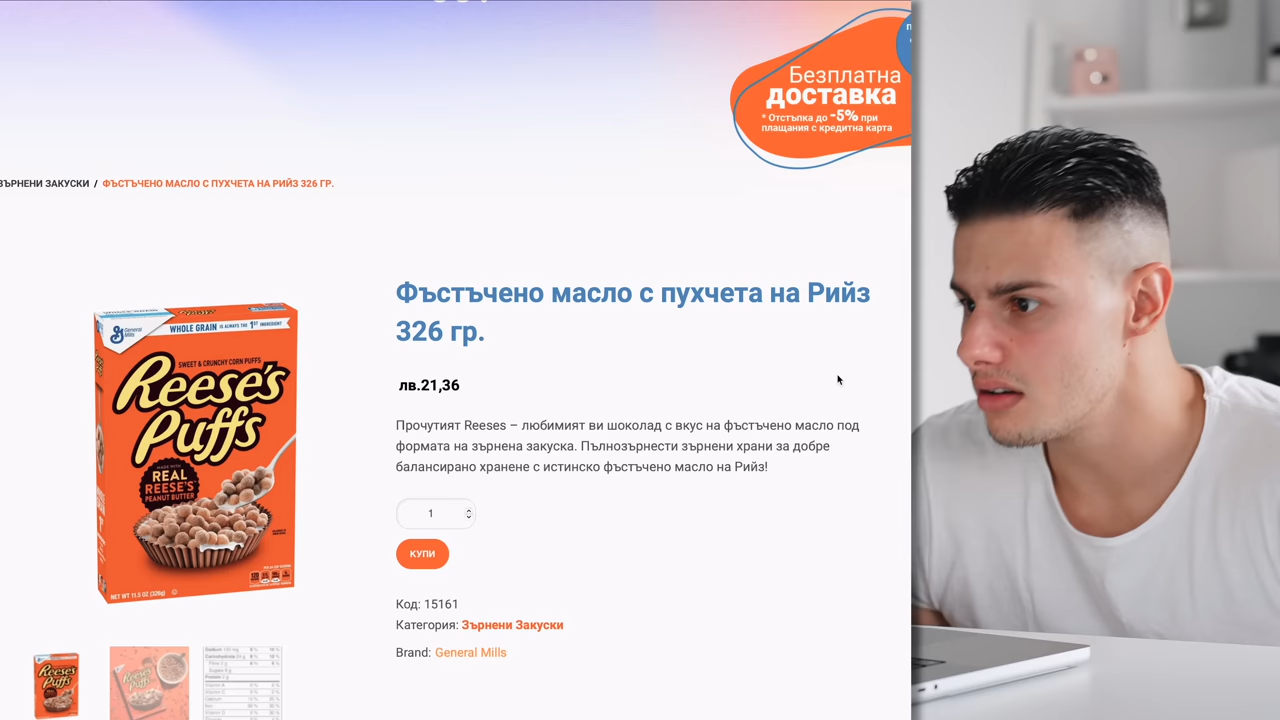 Безплатна
доставка
* Отстъпка до -5% при
плащания с кредитна карта
ЗЪРНЕНИ ЗАКУСКИ / ФЪСТЪЧЕНО МАСЛО С ПУХЧЕТА НА РИЙЗ 326 ГР.
General Mills
WHOLE GRAIN IS ALWAYS THE 1ST INGREDIENT
SWEET & CRUNCHY CORN PUFFS
Reese's
Puffs
MADE WITH
REAL
REESE'S
PEANUT BUTTER
NET WT 11.5 OZ (326g)
Фъстъчено масло с пухчета на Рийз
326 гр.
лв.21,36
Прочутият Reeses – любимият ви шоколад с вкус на фъстъчено масло под
формата на зърнена закуска. Пълнозърнести зърнени храни за добре
балансирано хранене с истинско фъстъчено масло на Рийз!
1
КУПИ
Код: 15161
Категория: Зърнени Закуски
Brand: General Mills
Reese's
Puffs